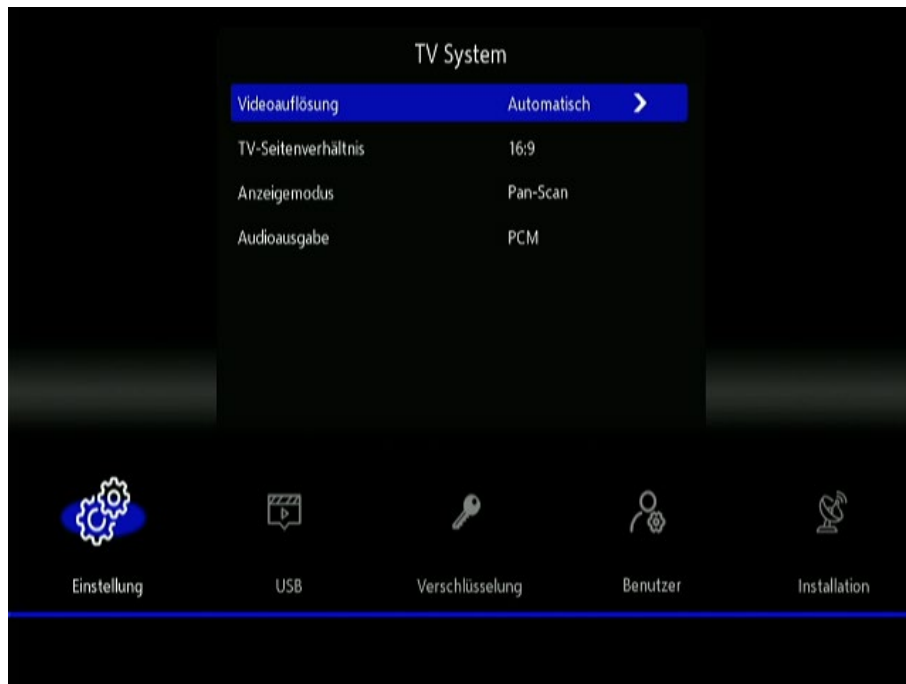 TV System
Videoauflösung Automatisch
TV-Seitenverhältnis 16:9
Anzeigemodus Pan-Scan
Audioausgabe PCM
Einstellung USB Verschlüsselung Benutzer Installation